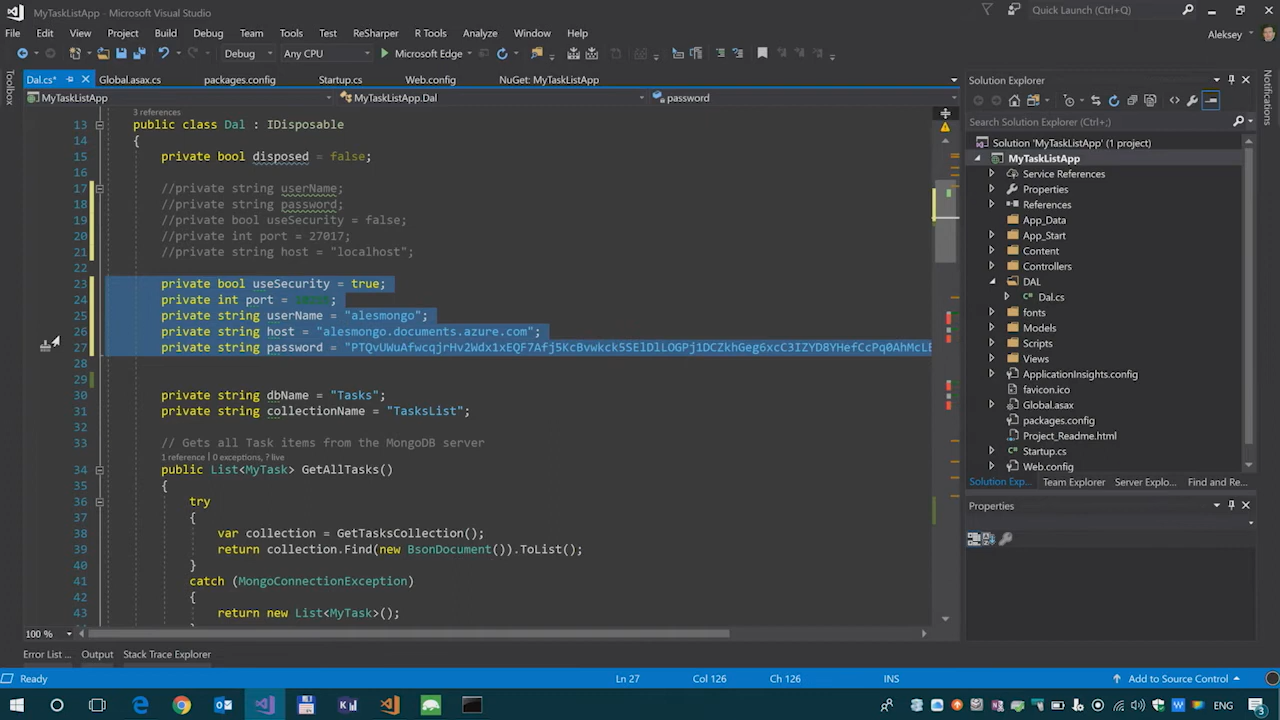 MyTaskListApp - Microsoft Visual Studio
Quick Launch (Ctrl+Q)
File Edit View Project Build Debug Team Tools Test ReSharper R Tools Analyze Window Help
Aleksey
Debug Any CPU Microsoft Edge
Toolbox
Dal.cs* Global.asax.cs packages.config Startup.cs Web.config NuGet: MyTaskListApp
MyTaskListApp MyTaskListApp.Dal password
3 references
13 public class Dal : IDisposable
14 {
15 private bool disposed = false;
16
17 //private string userName;
18 //private string password;
19 //private bool useSecurity = false;
20 //private int port = 27017;
21 //private string host = "localhost";
22
23 private bool useSecurity = true;
24 private int port = ;
25 private string userName = "alesmongo";
26 private string host = "alesmongo.documents.azure.com";
27 private string password = "PTQvUWuAfwcqjrHv2Wdx1xEQF7Afj5KcBvwkck5SElDlLOGPj1DCZkhGeg6xcC3IZYD8YHefCcPq0AhMcLE
28
29
30 private string dbName = "Tasks";
31 private string collectionName = "TasksList";
32
33 // Gets all Task items from the MongoDB server
1 reference | 0 exceptions, ? live
34 public List<MyTask> GetAllTasks()
35 {
36 try
37 {
38 var collection = GetTasksCollection();
39 return collection.Find(new BsonDocument()).ToList();
40 }
41 catch (MongoConnectionException)
42 {
43 return new List<MyTask>();
100 %
Error List ... Output Stack Trace Explorer
Solution Explorer
Search Solution Explorer (Ctrl+;)
Solution 'MyTaskListApp' (1 project)
MyTaskListApp
Service References
Properties
References
App_Data
App_Start
Content
Controllers
DAL
Dal.cs
fonts
Models
Scripts
Views
ApplicationInsights.config
favicon.ico
Global.asax
packages.config
Project_Readme.html
Startup.cs
Web.config
Solution Exp... Team Explorer Server Explo... Find and Re...
Properties
Notifications
Ready Ln 27 Col 126 Ch 126 INS Add to Source Control
ENG 3